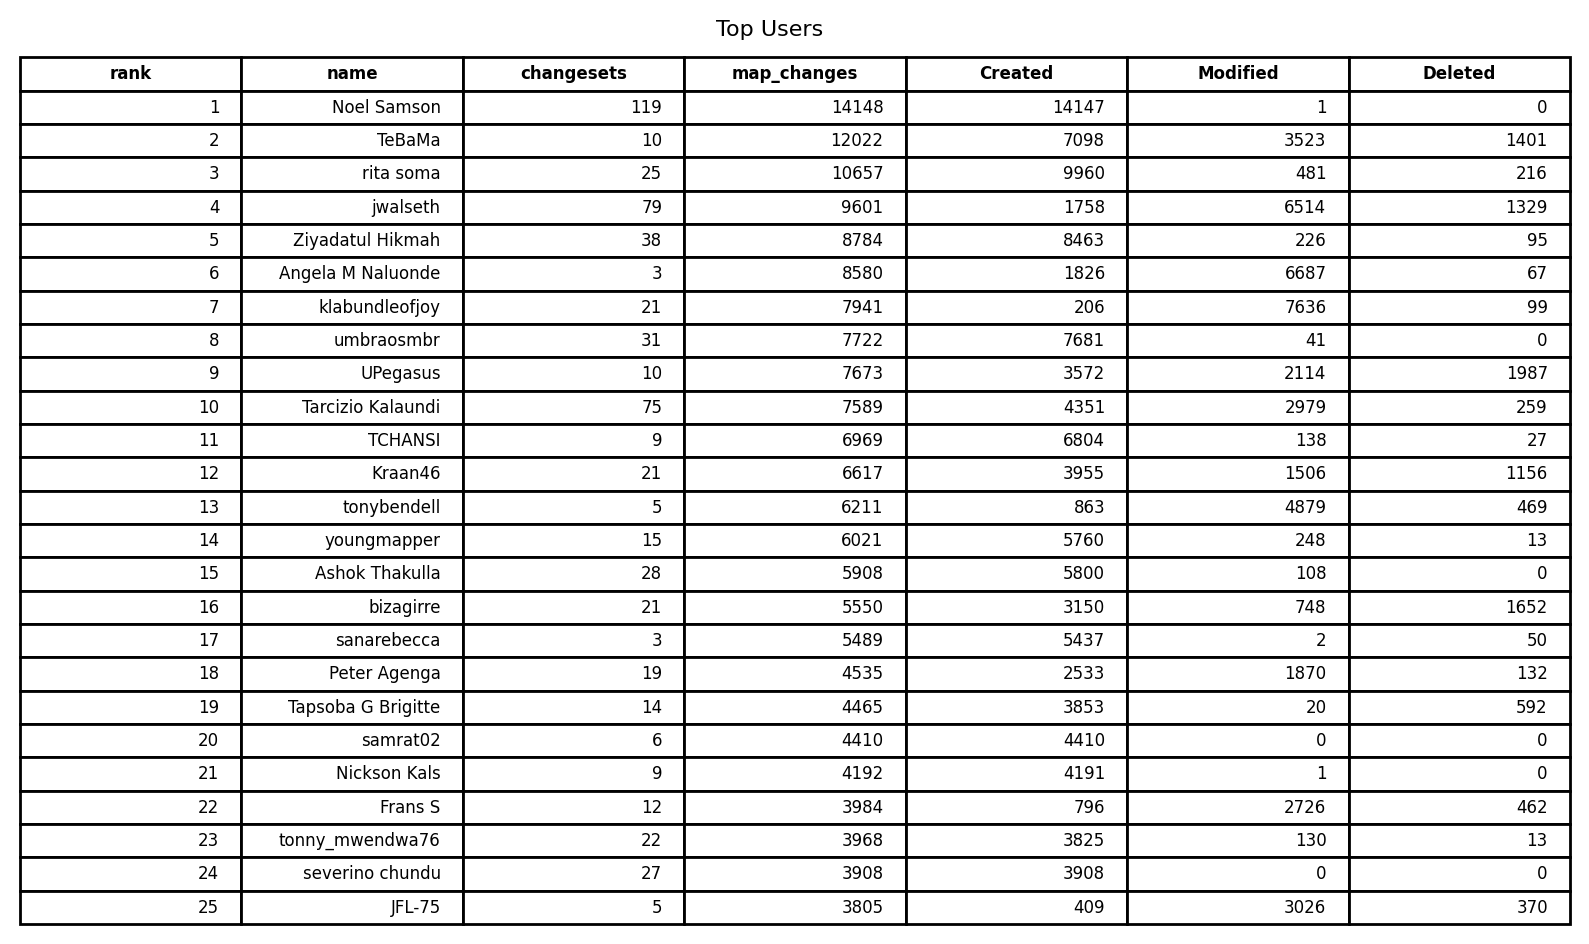 Top Users
rank name changesets map_changes Created Modified Deleted
1 Noel Samson 119 14148 14147 1 0
2 TeBaMa 10 12022 7098 3523 1401
3 rita soma 25 10657 9960 481 216
4 jwalseth 79 9601 1758 6514 1329
5 Ziyadatul Hikmah 38 8784 8463 226 95
6 Angela M Naluonde 3 8580 1826 6687 67
7 klabundleofjoy 21 7941 206 7636 99
8 umbraosmbr 31 7722 7681 41 0
9 UPegasus 10 7673 3572 2114 1987
10 Tarcizio Kalaundi 75 7589 4351 2979 259
11 TCHANSI 9 6969 6804 138 27
12 Kraan46 21 6617 3955 1506 1156
13 tonybendell 5 6211 863 4879 469
14 youngmapper 15 6021 5760 248 13
15 Ashok Thakulla 28 5908 5800 108 0
16 bizagirre 21 5550 3150 748 1652
17 sanarebecca 3 5489 5437 2 50
18 Peter Agenga 19 4535 2533 1870 132
19 Tapsoba G Brigitte 14 4465 3853 20 592
20 samrat02 6 4410 4410 0 0
21 Nickson Kals 9 4192 4191 1 0
22 Frans S 12 3984 796 2726 462
23 tonny_mwendwa76 22 3968 3825 130 13
24 severino chundu 27 3908 3908 0 0
25 JFL-75 5 3805 409 3026 370